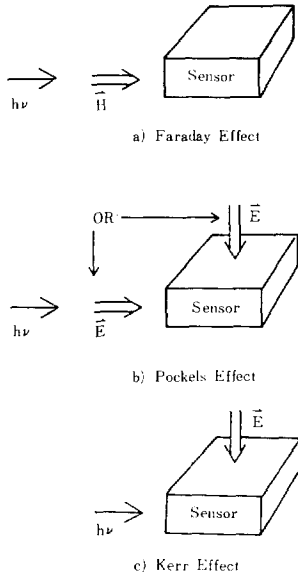 Sensor
hν
H⃗
a) Faraday Effect
OR
E⃗
Sensor
hν
E⃗
b) Pockels Effect
E⃗
Sensor
hν
c) Kerr Effect